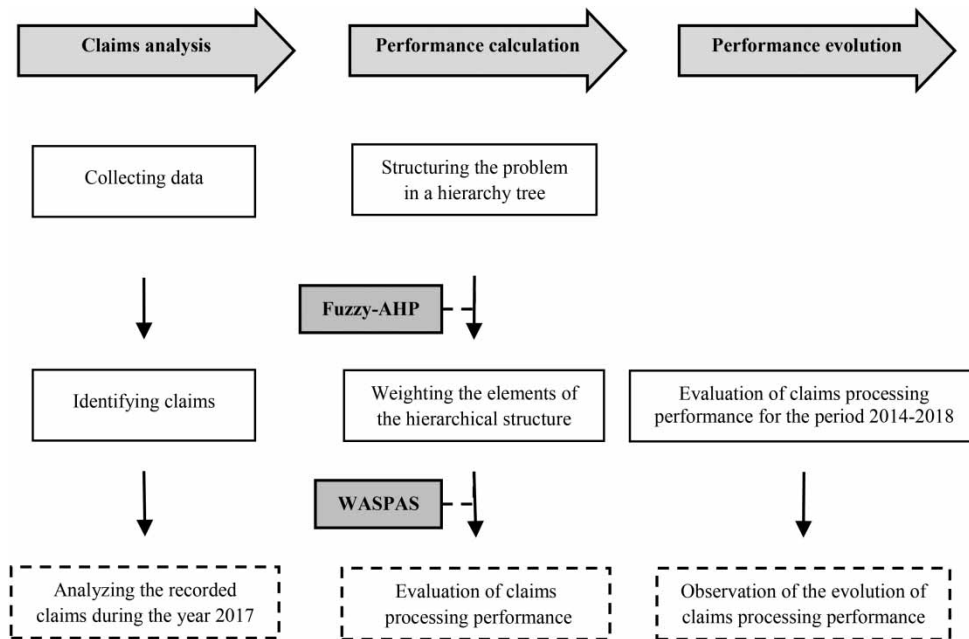 Claims analysis
Performance calculation
Performance evolution
Collecting data
Structuring the problem
in a hierarchy tree
Fuzzy-AHP
Identifying claims
Weighting the elements of
the hierarchical structure
Evaluation of claims processing
performance for the period 2014-2018
WASPAS
Analyzing the recorded
claims during the year 2017
Evaluation of claims
processing performance
Observation of the evolution of
claims processing performance